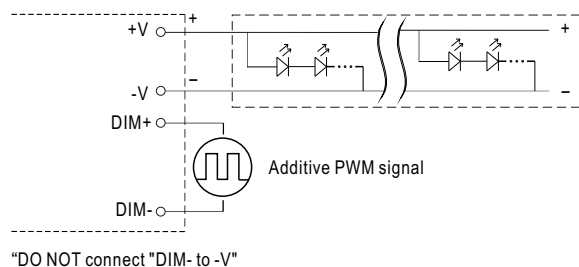 +V
+
+
-V
−
−
DIM+
Additive PWM signal
DIM-
“DO NOT connect "DIM- to -V"